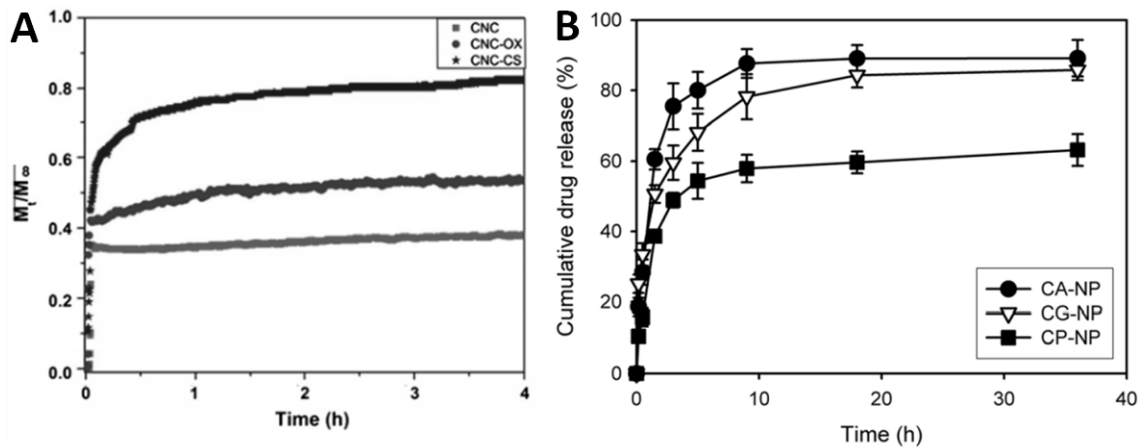 A
1.0
0.8
0.6
0.4
0.2
0.0
Mt/M∞
CNC
CNC-OX
CNC-CS
0 1 2 3 4
Time (h)
B
100
80
60
40
20
0
Cumulative drug release (%)
CA-NP
CG-NP
CP-NP
0 10 20 30 40
Time (h)